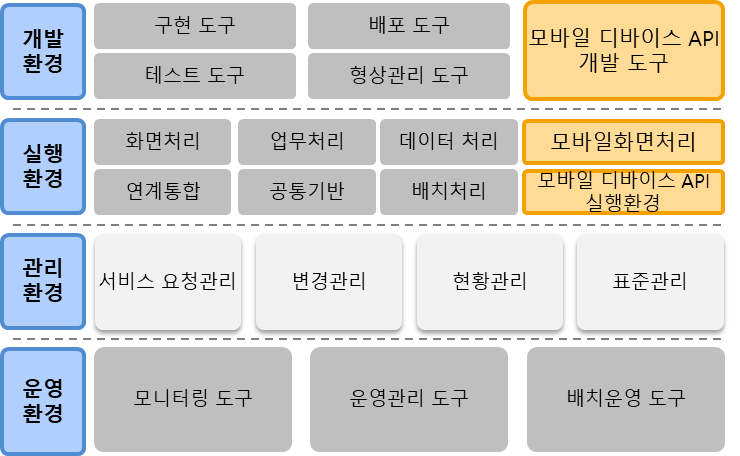 개발
환경
구현 도구
배포 도구
테스트 도구
형상관리 도구
모바일 디바이스 API
개발 도구
실행
환경
화면처리
업무처리
데이터 처리
모바일화면처리
연계통합
공통기반
배치처리
모바일 디바이스 API
실행환경
관리
환경
서비스 요청관리
변경관리
현황관리
표준관리
운영
환경
모니터링 도구
운영관리 도구
배치운영 도구